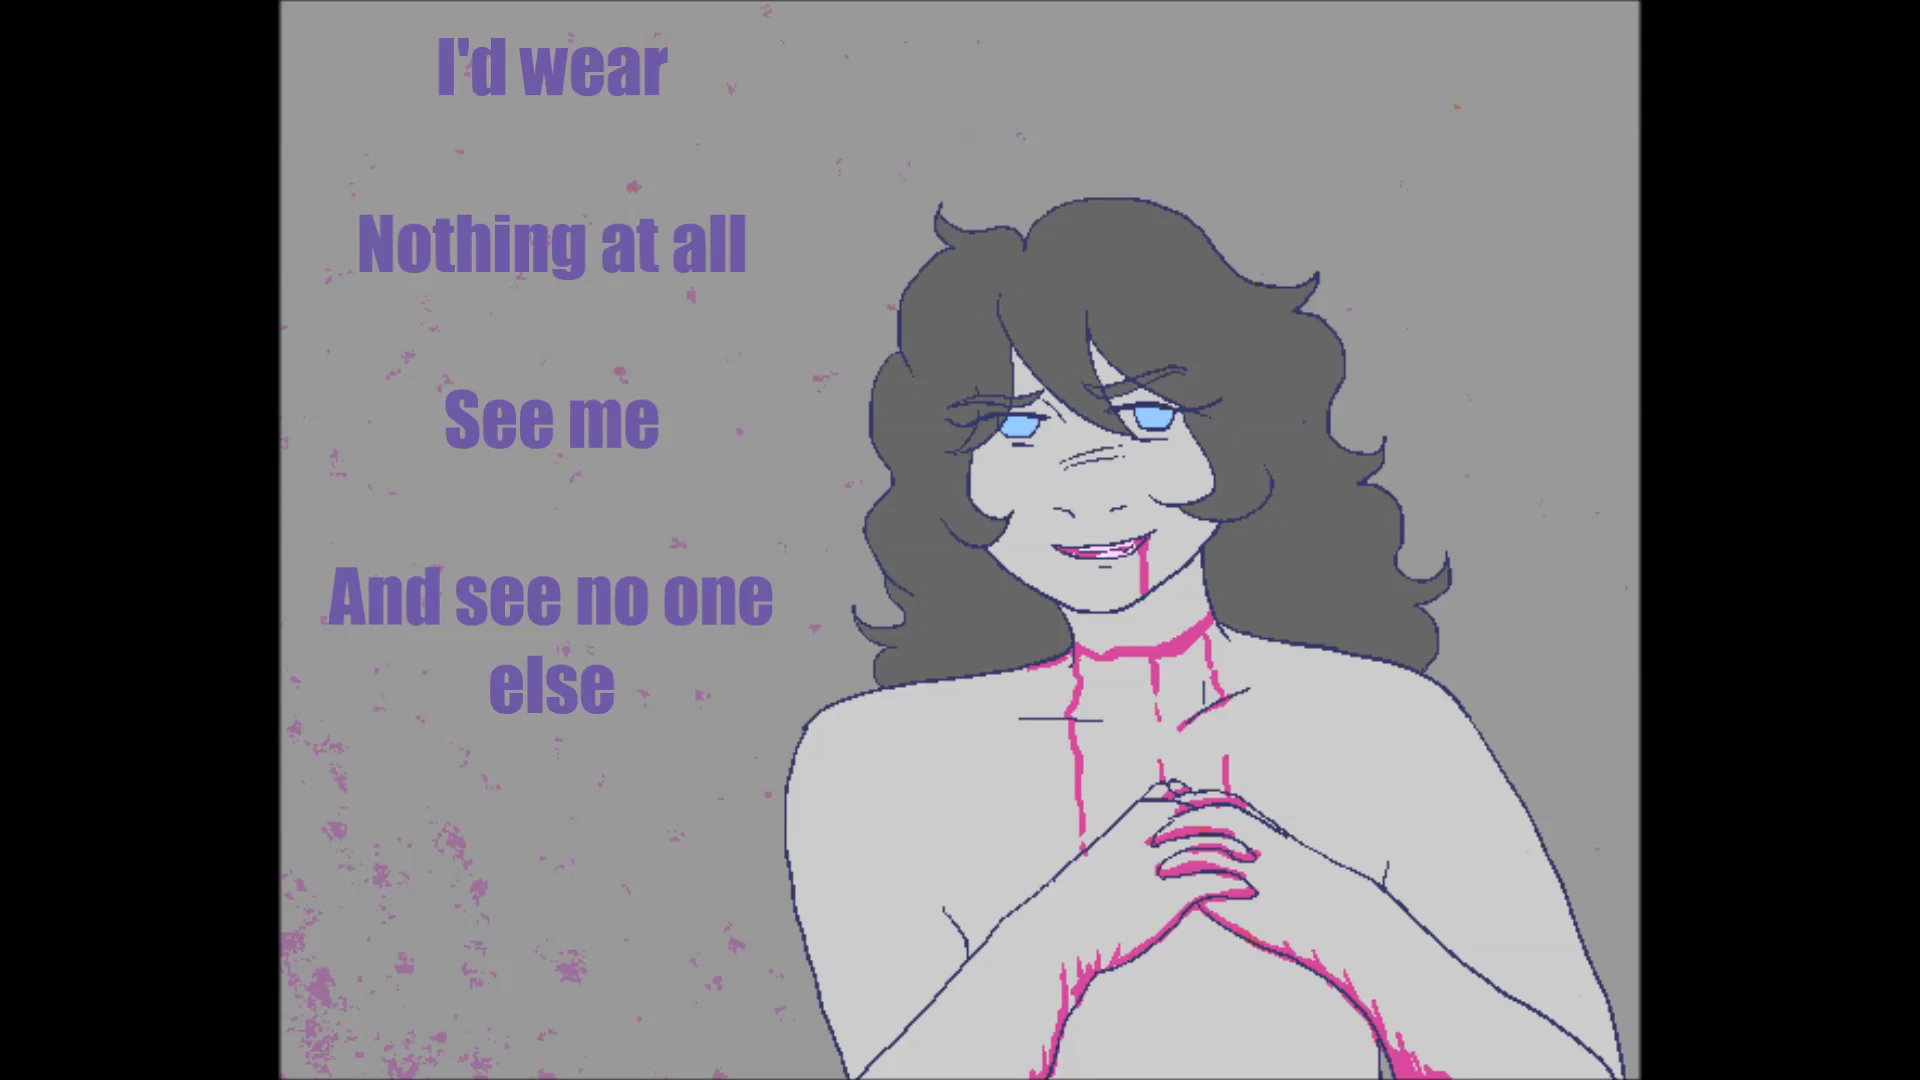 I'd wear
Nothing at all
See me
And see no one
else